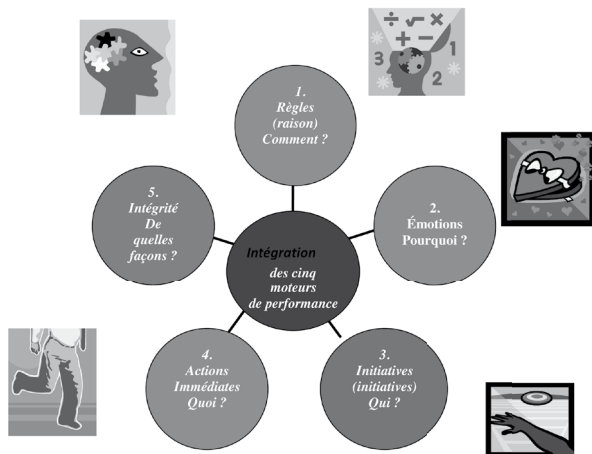 ÷ √ ×
+ −
3
1
2
1.
Règles
(raison)
Comment ?
2.
Émotions
Pourquoi ?
3.
Initiatives
(initiatives)
Qui ?
4.
Actions
Immédiates
Quoi ?
5.
Intégrité
De
quelles
façons ?
Intégration
des cinq
moteurs
de performance